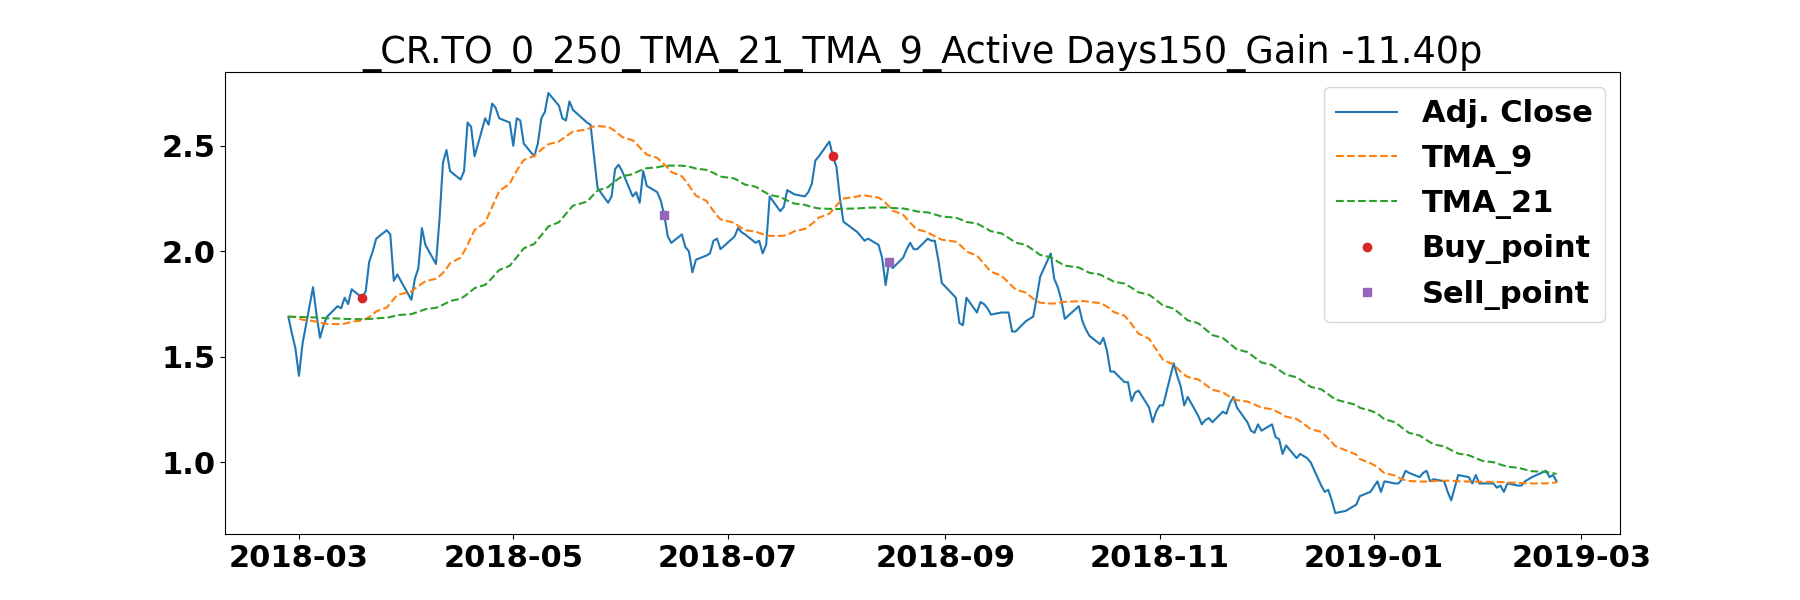 _CR.TO_0_250_TMA_21_TMA_9_Active Days150_Gain -11.40p
Adj. Close
TMA_9
TMA_21
Buy_point
Sell_point
2.5
2.0
1.5
1.0
2018-03 2018-05 2018-07 2018-09 2018-11 2019-01 2019-03